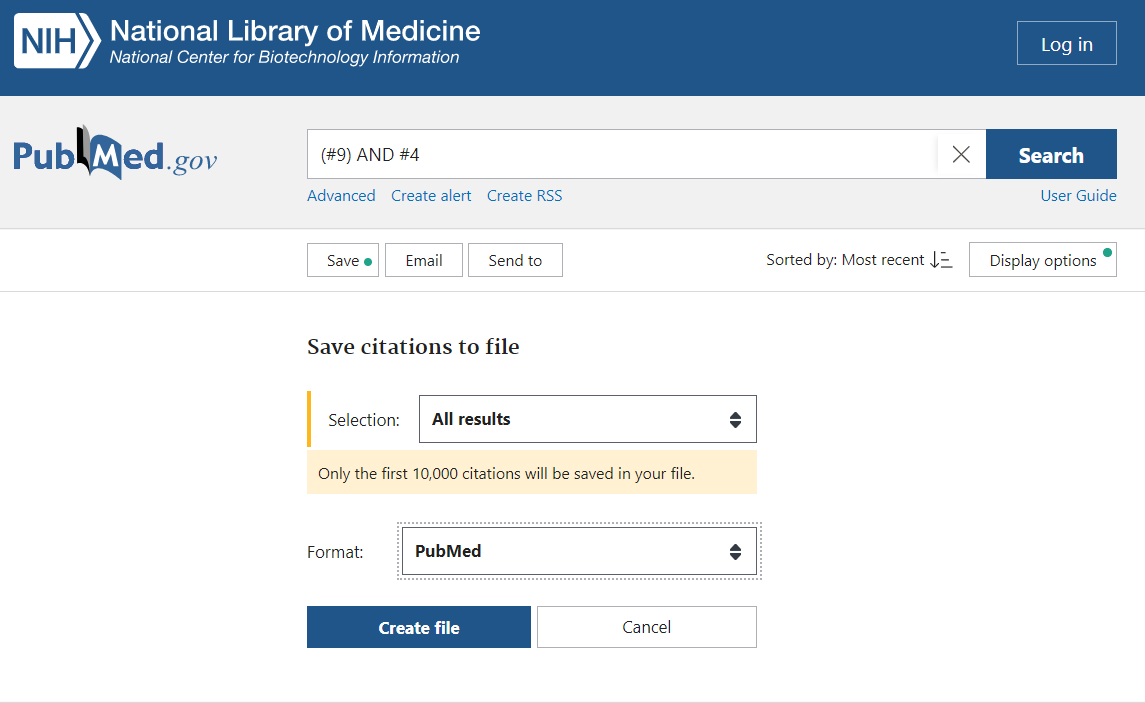 NIH National Library of Medicine
National Center for Biotechnology Information
Log in
PubMed.gov
(#9) AND #4
Search
Advanced Create alert Create RSS
User Guide
Save Email Send to
Sorted by: Most recent
Display options
Save citations to file
Selection: All results
Only the first 10,000 citations will be saved in your file.
Format: PubMed
Create file Cancel